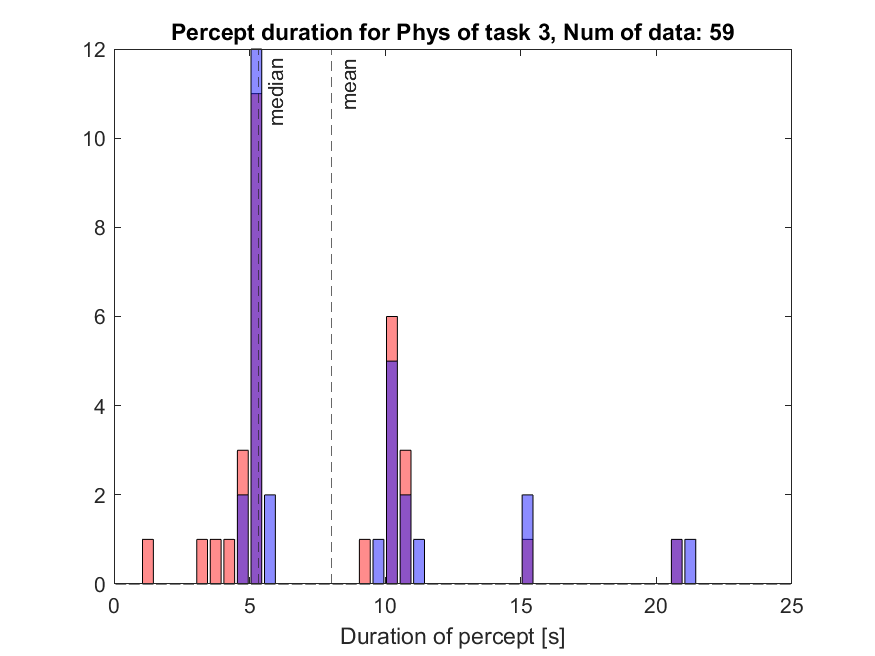 Percept duration for Phys of task 3, Num of data: 59
12
10
8
6
4
2
0
median
mean
0 5 10 15 20 25
Duration of percept [s]